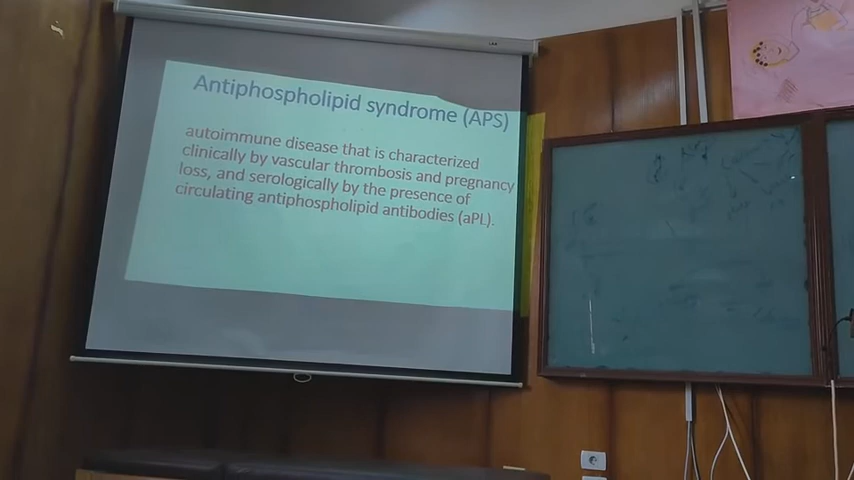 Antiphospholipid syndrome (APS)
autoimmune disease that is characterized
clinically by vascular thrombosis and pregnancy
loss, and serologically by the presence of
circulating antiphospholipid antibodies (aPL).